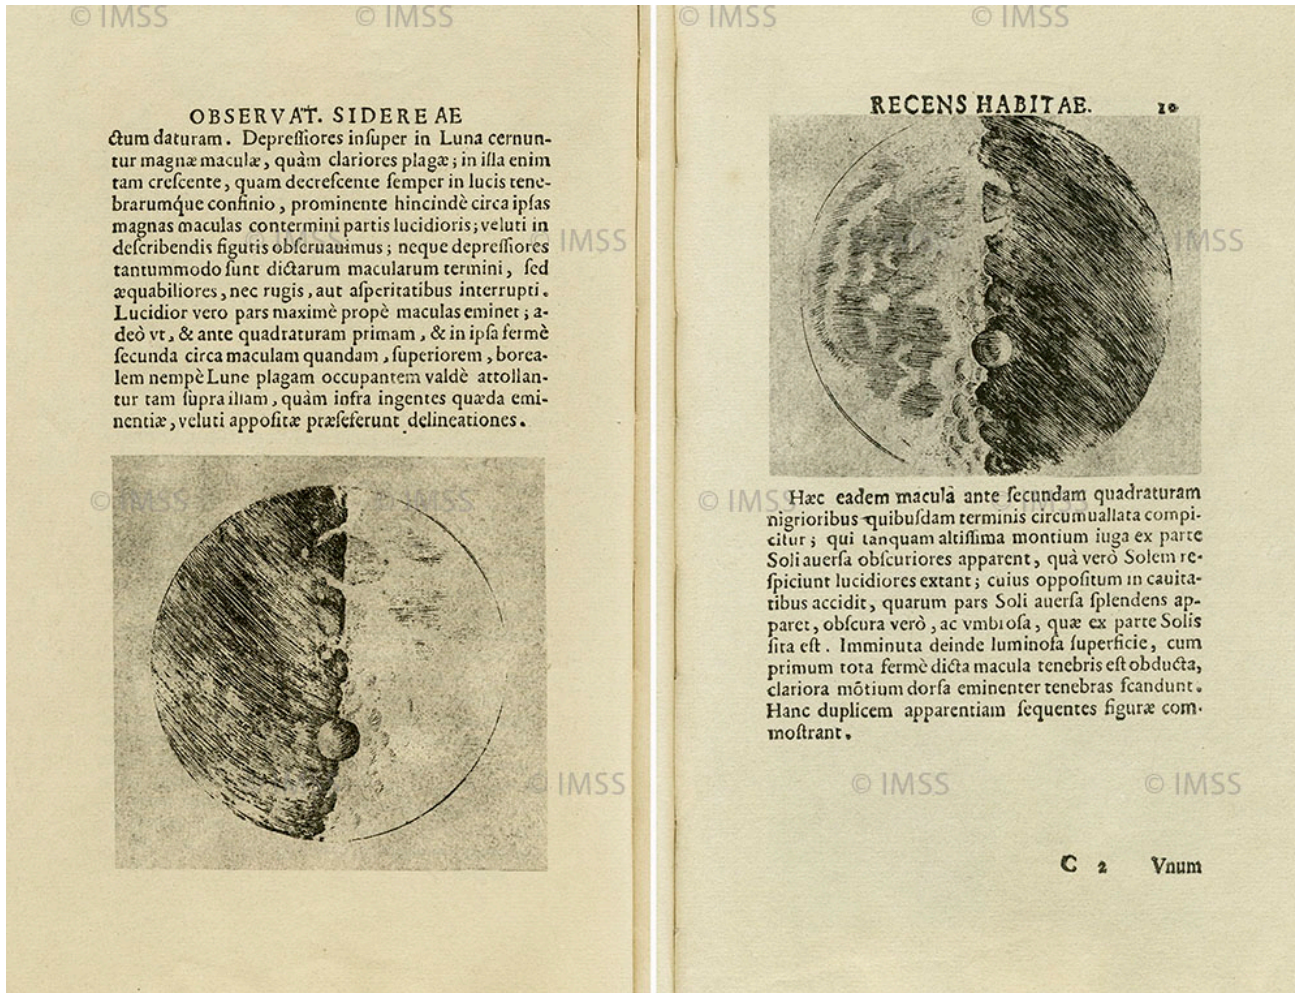 © IMSS
© IMSS
OBSERVAT. SIDEREAE
ctum daturam. Depreſſiores inſuper in Luna cernun-
tur magnæ maculæ, quàm clariores plagæ; in illa enim
tam creſcente, quam decreſcente ſemper in lucis tene-
brarumq́ue confinio, prominente hincindè circa ipſas
magnas maculas contermini partis lucidioris; veluti in
deſcribendis figuris obſeruauimus; neque depreſſiores
tantummodo ſunt dictarum macularum termini, ſed
æquabiliores, nec rugis, aut aſperitatibus interrupti.
Lucidior vero pars maximè propè maculas eminet; a-
deò vt, & ante quadraturam primam, & in ipſa fermè
ſecunda circa maculam quandam, ſuperiorem, borea-
lem nempè Lune plagam occupantem valdè attollan-
tur tam ſupra illam, quàm infra ingentes quæda emi-
nentiæ, veluti appoſitæ præſeferunt delineationes.
© IMSS
© IMSS
© IMSS
© IMSS
© IMSS
RECENS HABITAE. 10
© IMSS
© IMSS
Hæc eadem macula ante ſecundam quadraturam
nigrioribus quibuſdam terminis circumuallata compi-
citur; qui tanquam altiſſima montium iuga ex parte
Soli auerſa obſcuriores apparent, quà verò Solem re-
ſpiciunt lucidiores extant; cuius oppoſitum in cauita-
tibus accidit, quarum pars Soli auerſa ſplendens ap-
paret, obſcura verò, ac vmbroſa, quæ ex parte Solis
ſita eſt. Imminuta deinde luminoſa ſuperficie, cum
primum tota fermè dicta macula tenebris eſt obducta,
clariora mõtium dorſa eminenter tenebras ſcandunt.
Hanc duplicem apparentiam ſequentes figuræ com-
moſtrant.
© IMSS
© IMSS
C 2 Vnum